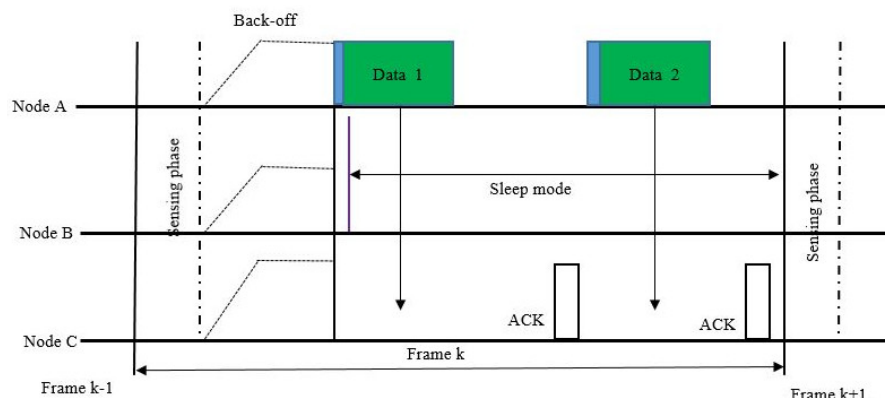 Back-off
Data 1
Data 2
Node A
Sensing phase
Sleep mode
Sensing phase
Node B
ACK
ACK
Node C
Frame k
Frame k-1
Frame k+1